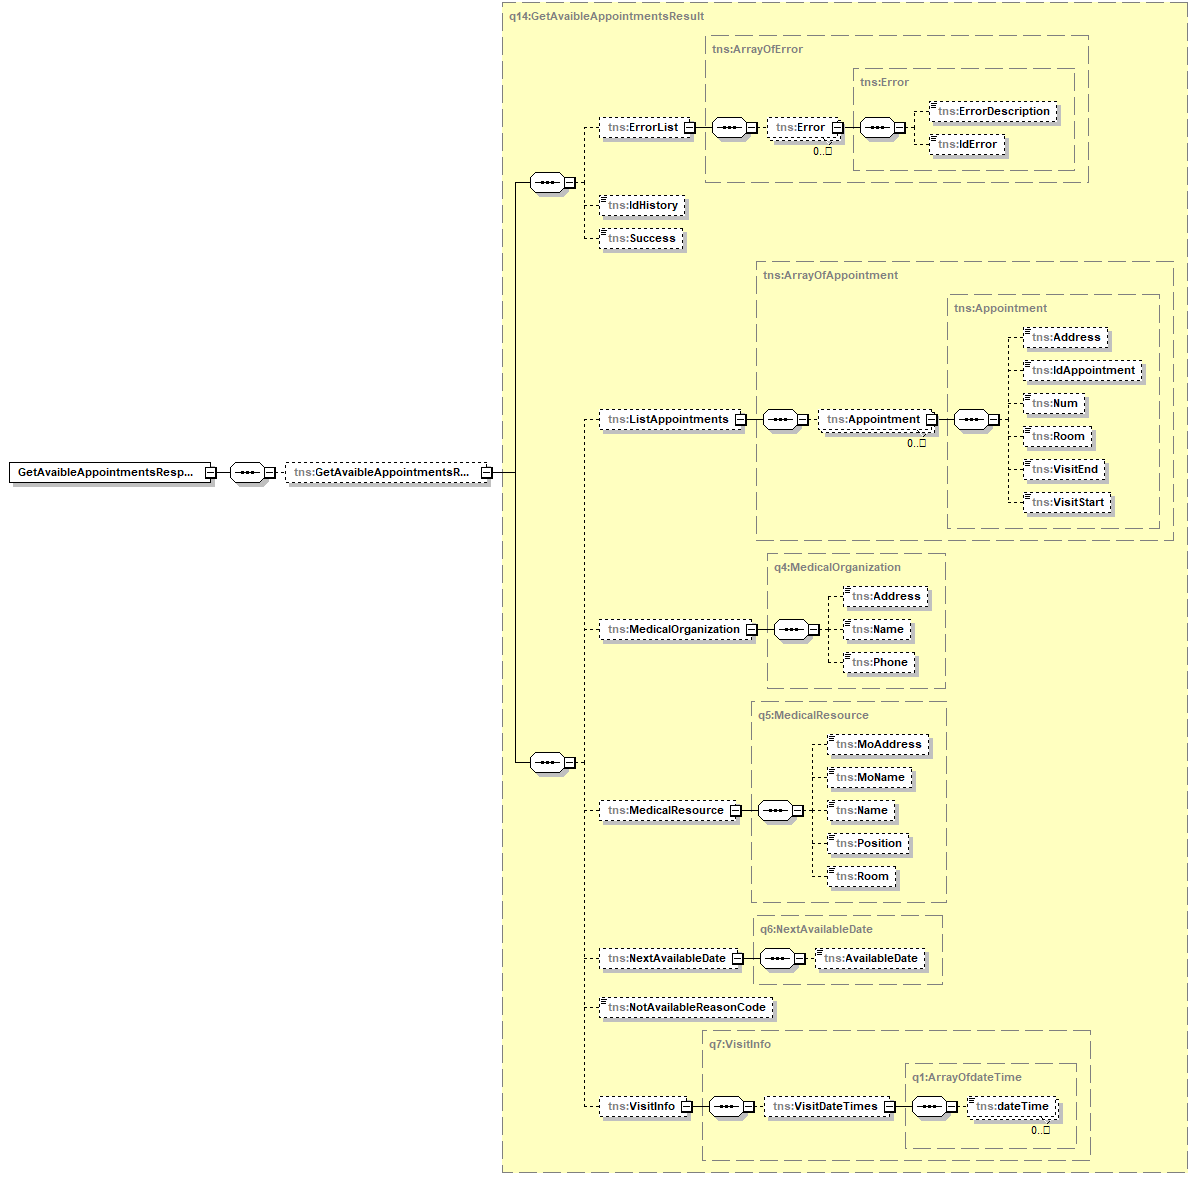 q14:GetAvaibleAppointmentsResult
tns:ArrayOfError
tns:Error
tns:ErrorDescription
tns:ErrorList
tns:Error
tns:IdError
0..□
tns:IdHistory
tns:Success
tns:ArrayOfAppointment
tns:Appointment
tns:Address
tns:IdAppointment
tns:Num
tns:ListAppointments
tns:Appointment
tns:Room
0..□
tns:VisitEnd
tns:VisitStart
GetAvaibleAppointmentsResp...
tns:GetAvaibleAppointmentsR...
q4:MedicalOrganization
tns:Address
tns:MedicalOrganization
tns:Name
tns:Phone
q5:MedicalResource
tns:MoAddress
tns:MoName
tns:MedicalResource
tns:Name
tns:Position
tns:Room
q6:NextAvailableDate
tns:NextAvailableDate
tns:AvailableDate
tns:NotAvailableReasonCode
q7:VisitInfo
q1:ArrayOfdateTime
tns:VisitInfo
tns:VisitDateTimes
tns:dateTime
0..□